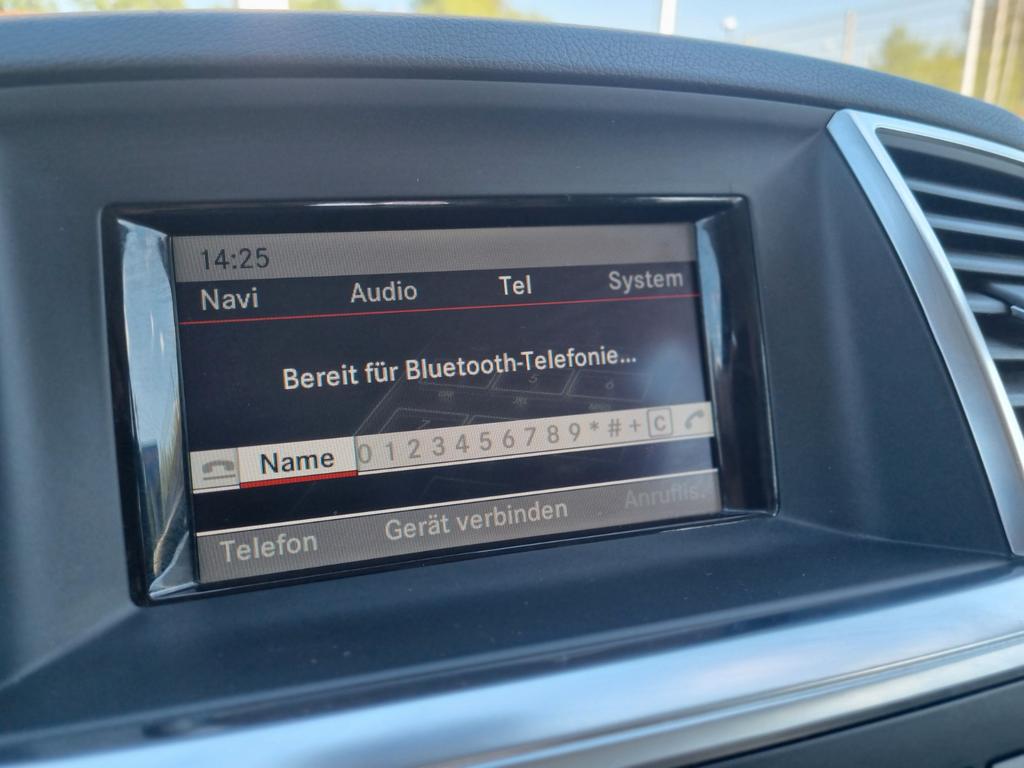 14:25
Navi Audio Tel System
Bereit für Bluetooth-Telefonie...
Name 0 1 2 3 4 5 6 7 8 9 * # + C
Telefon Gerät verbinden Anruflis.